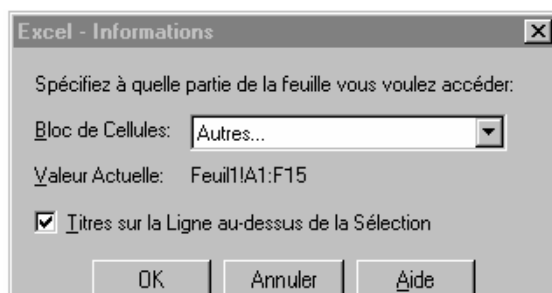 Excel - Informations
Spécifiez à quelle partie de la feuille vous voulez accéder:
Bloc de Cellules: Autres...
Valeur Actuelle: Feuil1!A1:F15
Titres sur la Ligne au-dessus de la Sélection
OK Annuler Aide